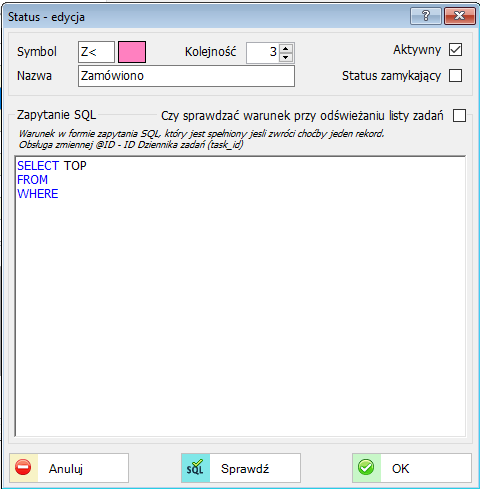 Status - edycja
Symbol Z< Kolejność 3 Aktywny
Nazwa Zamówiono Status zamykający
Zapytanie SQL Czy sprawdzać warunek przy odświeżaniu listy zadań
Warunek w formie zapytania SQL, który jest spełniony jesli zwróci choćby jeden rekord.
Obsługa zmiennej @ID - ID Dziennika zadań (task_id)
SELECT TOP
FROM
WHERE
Anuluj SQL Sprawdź OK